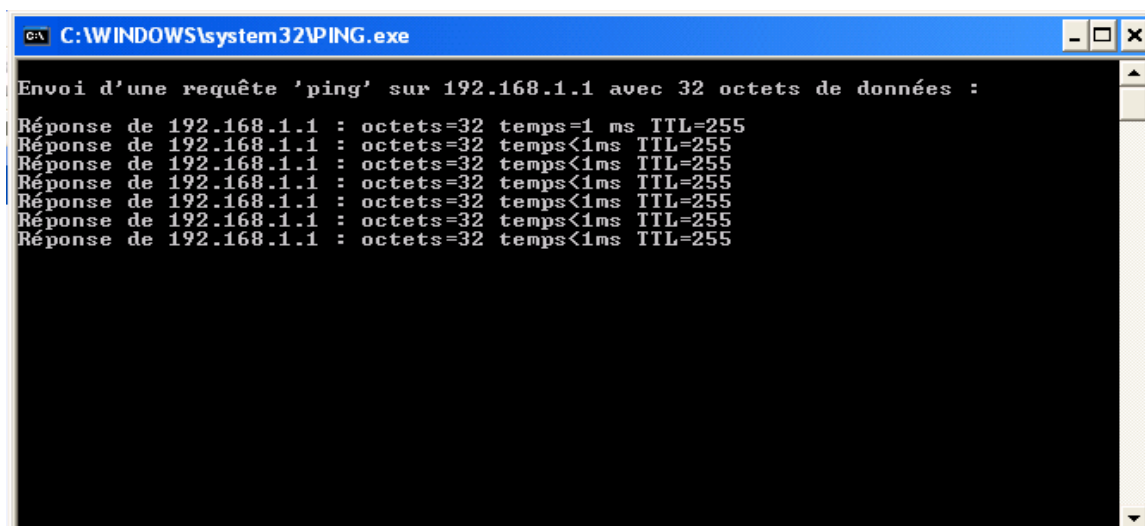 C:\WINDOWS\system32\PING.exe
Envoi d'une requête 'ping' sur 192.168.1.1 avec 32 octets de données :
Réponse de 192.168.1.1 : octets=32 temps=1 ms TTL=255
Réponse de 192.168.1.1 : octets=32 temps<1ms TTL=255
Réponse de 192.168.1.1 : octets=32 temps<1ms TTL=255
Réponse de 192.168.1.1 : octets=32 temps<1ms TTL=255
Réponse de 192.168.1.1 : octets=32 temps<1ms TTL=255
Réponse de 192.168.1.1 : octets=32 temps<1ms TTL=255
Réponse de 192.168.1.1 : octets=32 temps<1ms TTL=255